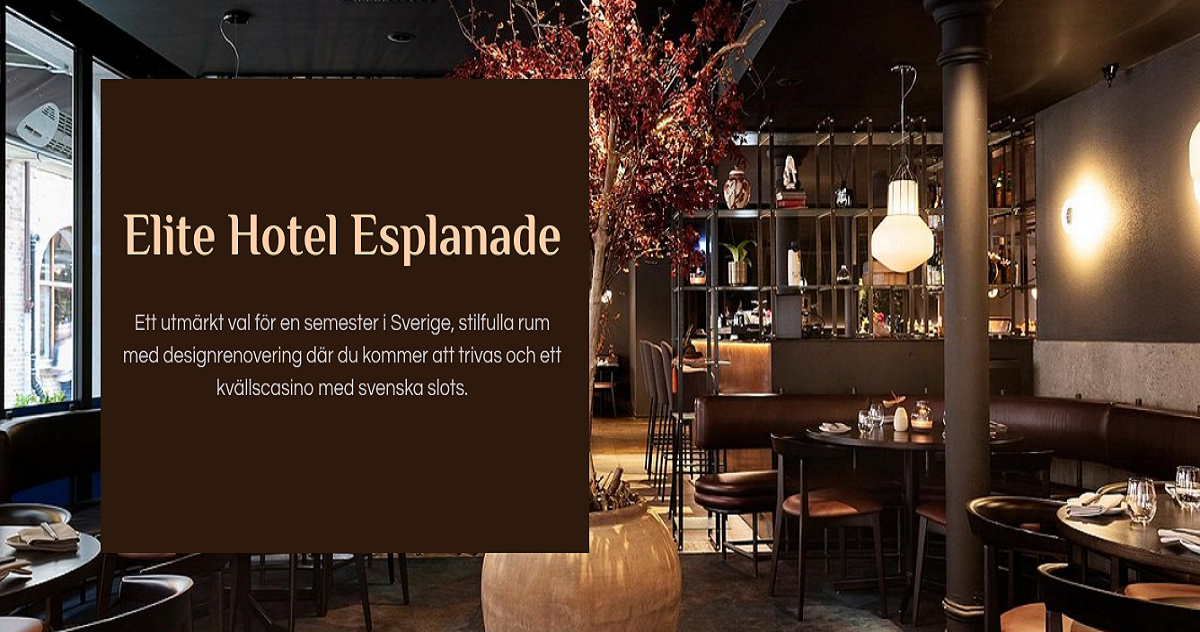 Elite Hotel Esplanade
Ett utmärkt val för en semester i Sverige, stilfulla rum
med designrenovering där du kommer att trivas och ett
kvällscasino med svenska slots.